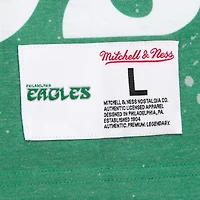 Mitchell & Ness
PHILADELPHIA
EAGLES
L
MITCHELL & NESS NOSTALGIA CO.
AUTHENTIC LICENSED APPAREL
DESIGNED IN PHILADELPHIA, PA
ESTABLISHED 1904
AUTHENTIC. PREMIUM. LEGENDARY.